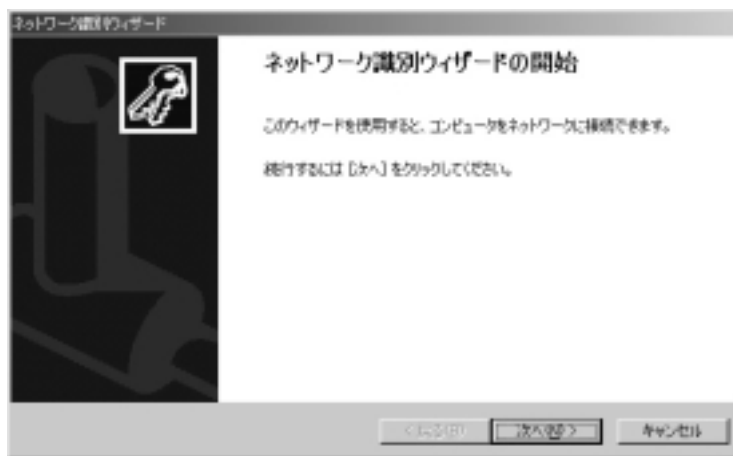 ネットワーク識別ウィザード
ネットワーク識別ウィザードの開始
このウィザードを使用すると、コンピュータをネットワークに接続できます。
続行するには [次へ] をクリックしてください。
< 戻る(B)
次へ(N) >
キャンセル